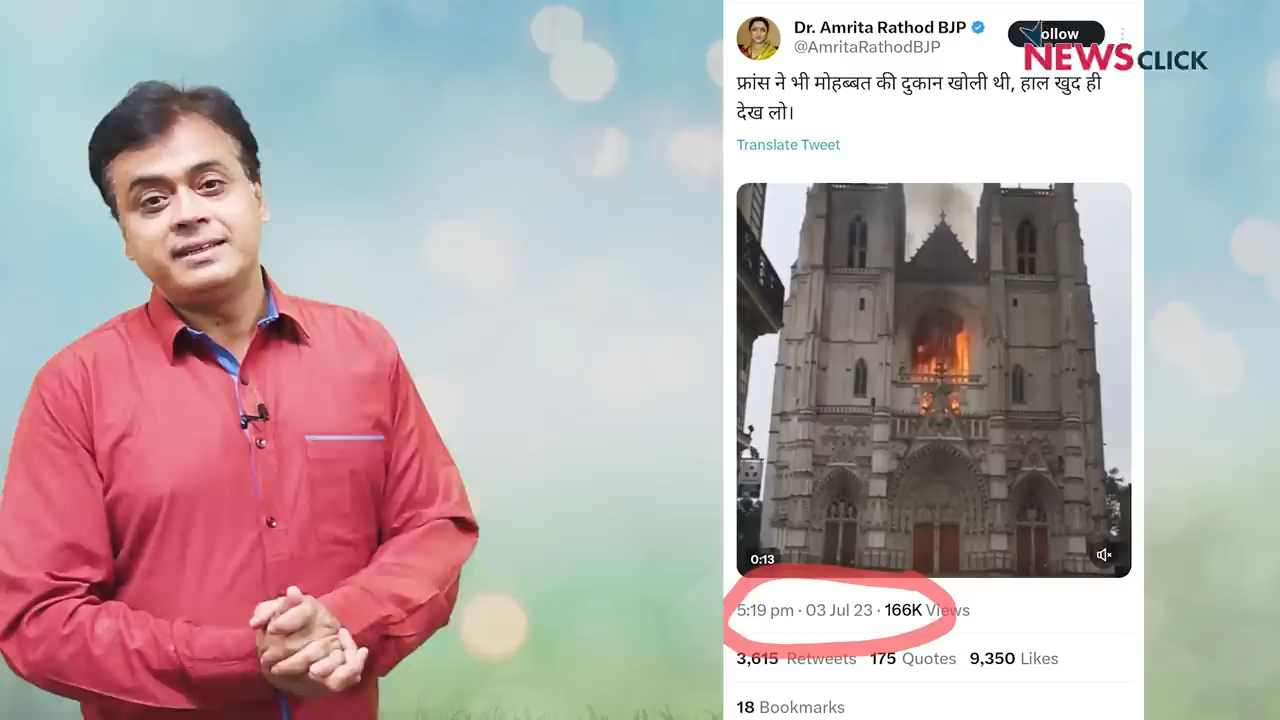 Dr. Amrita Rathod BJP
@AmritaRathodBJP
ollow
NEWSCLICK
फ्रांस ने भी मोहब्बत की दुकान खोली थी, हाल खुद ही
देख लो।
Translate Tweet
0:13
5:19 pm · 03 Jul 23 · 166K Views
3,615 Retweets 175 Quotes 9,350 Likes
18 Bookmarks